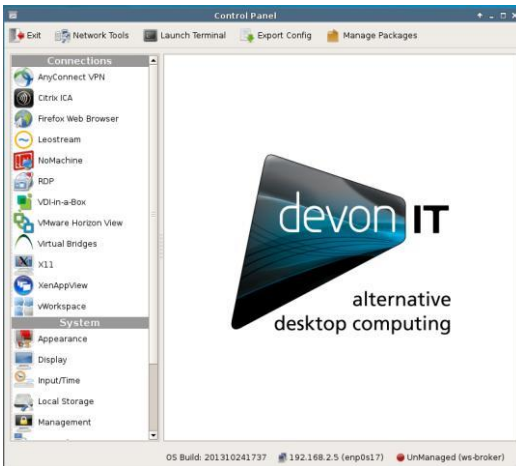 Control Panel
Exit Network Tools Launch Terminal Export Config Manage Packages
Connections
AnyConnect VPN
Citrix ICA
Firefox Web Browser
Leostream
NoMachine
RDP
VDI-in-a-Box
VMware Horizon View
Virtual Bridges
X11
XenAppView
vWorkspace
System
Appearance
Display
Input/Time
Local Storage
Management
devon IT
alternative
desktop computing
OS Build: 201310241737 192.168.2.5 (enp0s17) UnManaged (ws-broker)